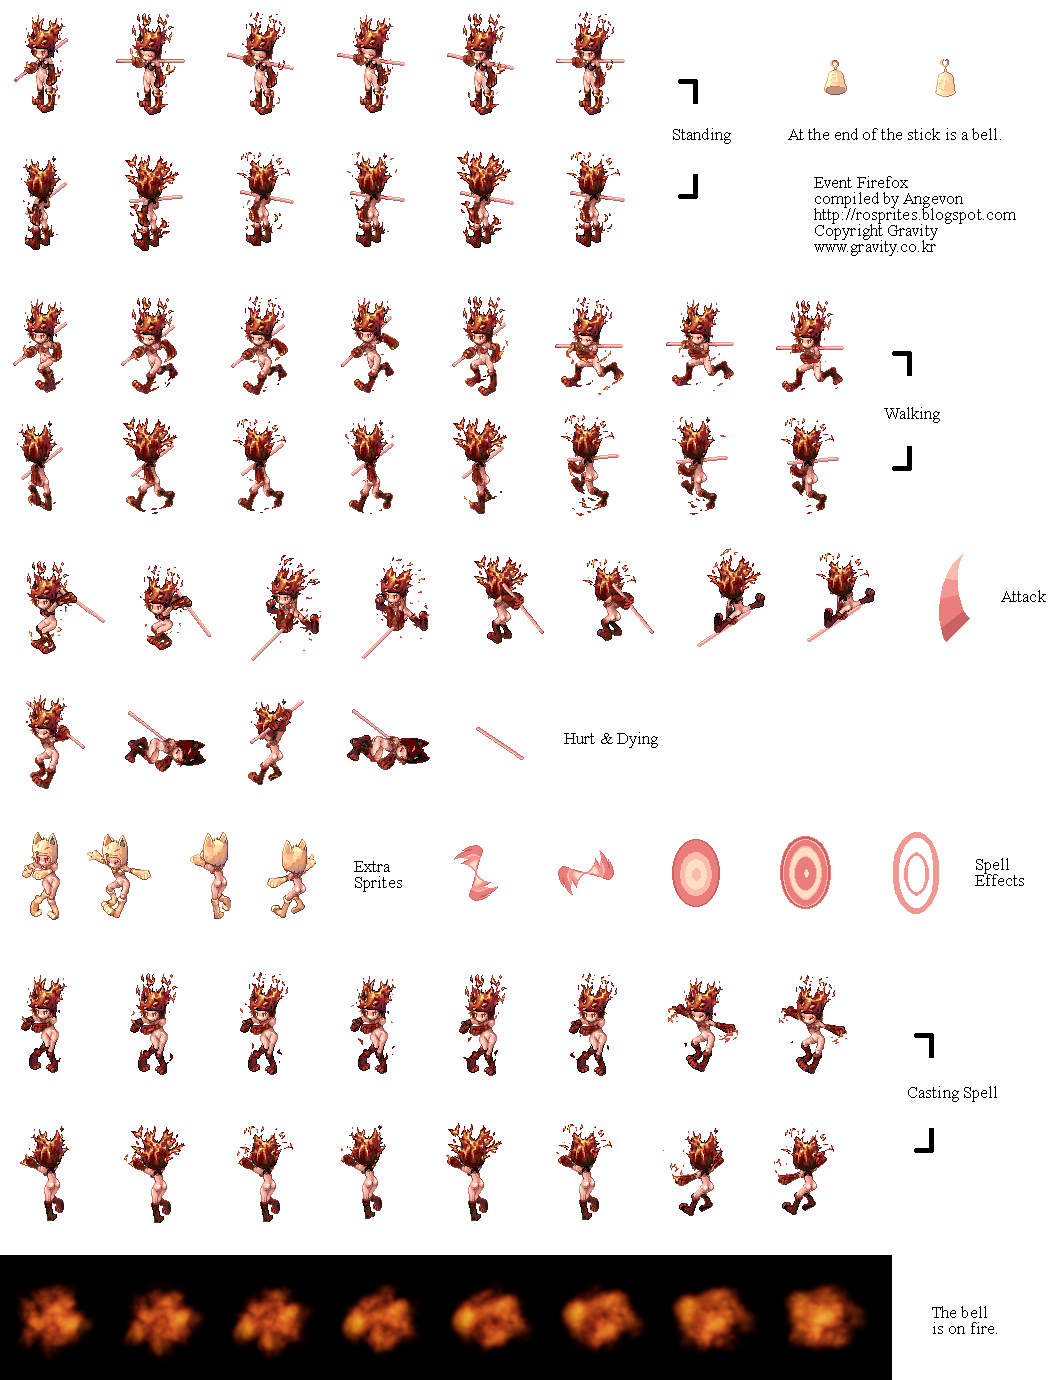 Standing
At the end of the stick is a bell.
Event Firefox
compiled by Angevon
http://rosprites.blogspot.com
Copyright Gravity
www.gravity.co.kr
Walking
Attack
Hurt & Dying
Extra
Sprites
Spell
Effects
Casting Spell
The bell
is on fire.